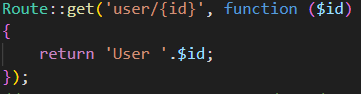 Route::get('user/{id}', function ($id)
{
    return 'User '.$id;
});